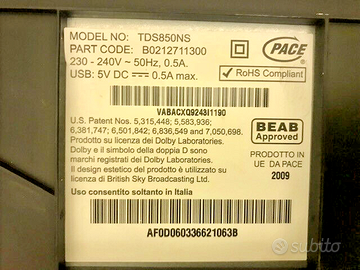 MODEL NO: TDS850NS
PART CODE: B0212711300
230 - 240V ~ 50Hz, 0.5A.
USB: 5V DC ⎓ 0.5A max.
PACE
✓ RoHS Compliant
VABACXQ9243I1190
U.S. Patent Nos. 5,315,448; 5,583,936;
6,381,747; 6,501,842; 6,836,549 and 7,050,698.
Prodotto su licenza dei Dolby Laboratories.
Dolby e il simbolo della doppia D sono
marchi registrati dei Dolby Laboratories.
Il design estetico del prodotto è in licenza
di British Sky Broadcasting Ltd.
Uso consentito soltanto in Italia
BEAB
Approved
PRODOTTO IN
UE DA PACE
2009
AF0D060336621063B
subito